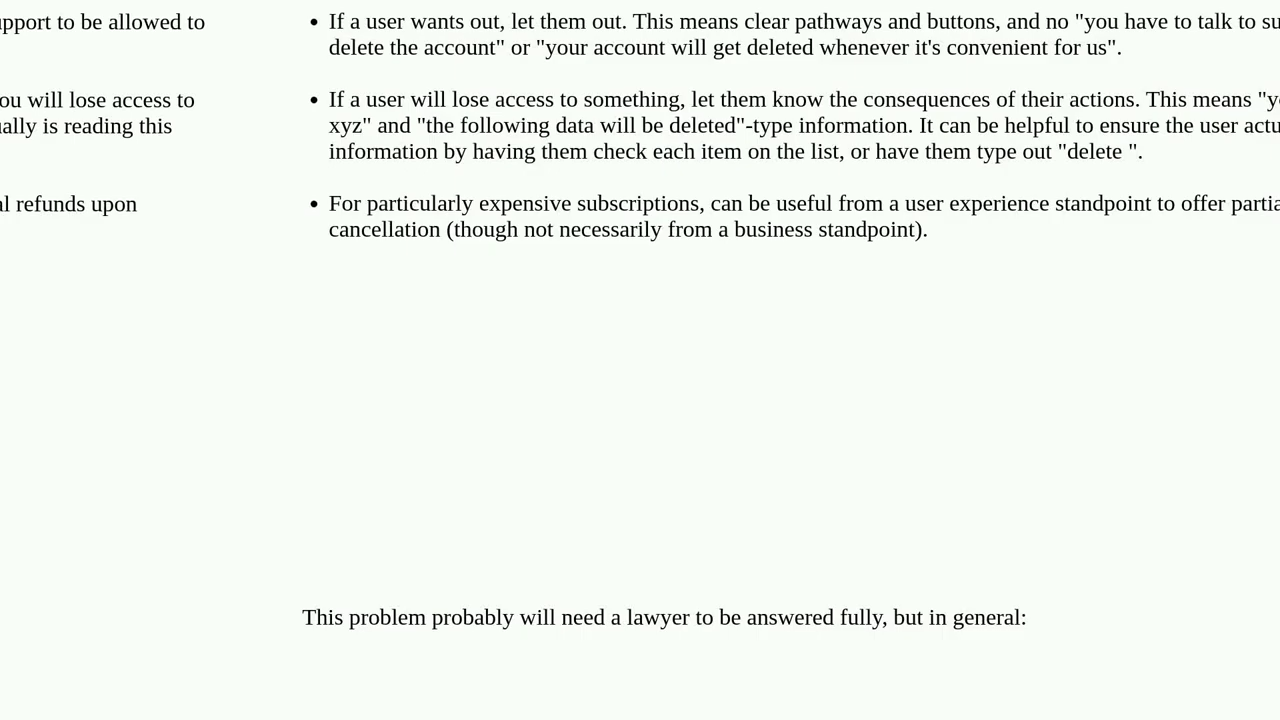 pport to be allowed to
ou will lose access to
ally is reading this
al refunds upon
• If a user wants out, let them out. This means clear pathways and buttons, and no "you have to talk to su
delete the account" or "your account will get deleted whenever it's convenient for us".
• If a user will lose access to something, let them know the consequences of their actions. This means "yo
xyz" and "the following data will be deleted"-type information. It can be helpful to ensure the user actu
information by having them check each item on the list, or have them type out "delete ".
• For particularly expensive subscriptions, can be useful from a user experience standpoint to offer partia
cancellation (though not necessarily from a business standpoint).
This problem probably will need a lawyer to be answered fully, but in general: